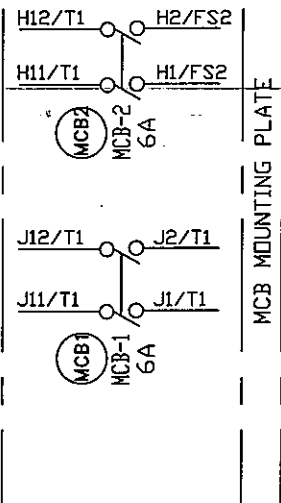 H12/T1 H2/FS2
H11/T1 H1/FS2
MCB2
MCB-2
6A
J12/T1 J2/T1
J11/T1 J1/T1
MCB1
MCB-1
6A
MCB MOUNTING PLATE